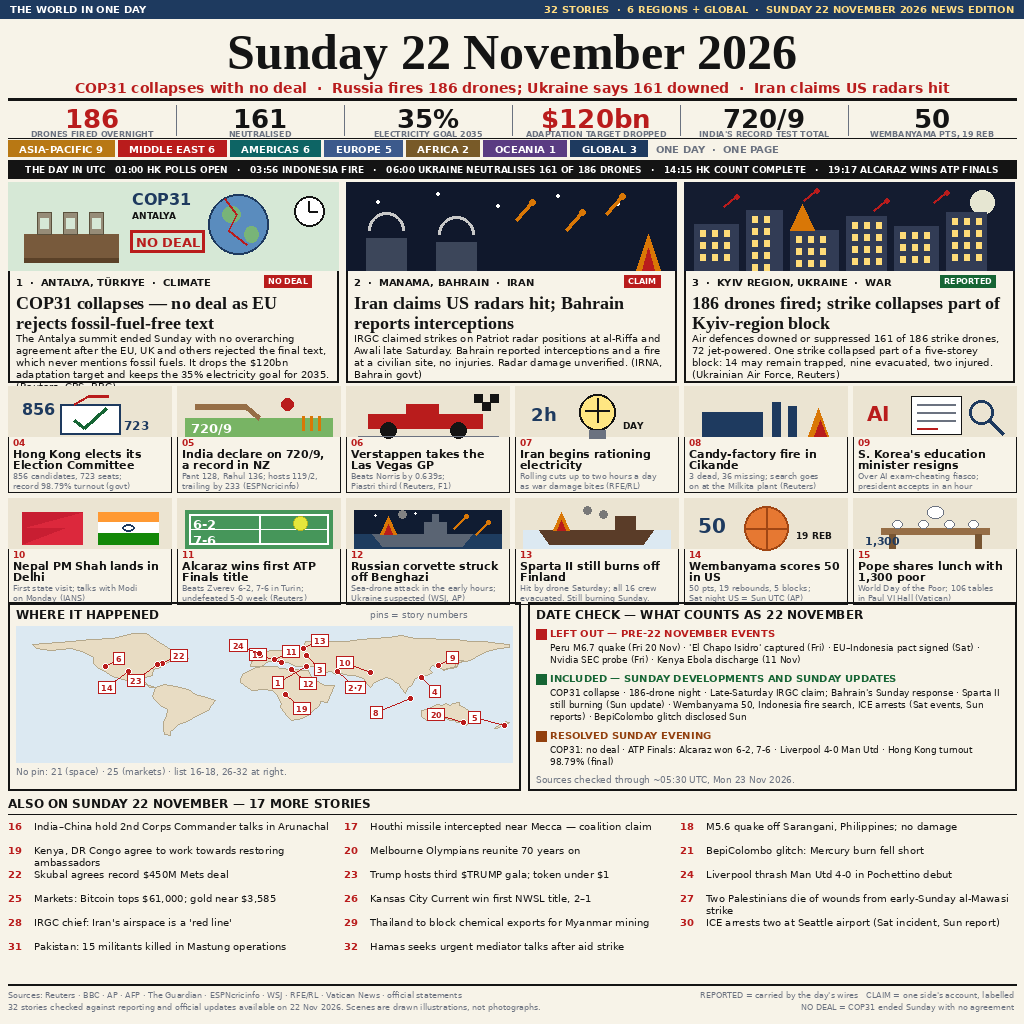 THE WORLD IN ONE DAY
32 STORIES · 6 REGIONS + GLOBAL · SUNDAY 22 NOVEMBER 2026 NEWS EDITION
Sunday 22 November 2026
COP31 collapses with no deal · Russia fires 186 drones; Ukraine says 161 downed · Iran claims US radars hit
186
DRONES FIRED OVERNIGHT
161
NEUTRALISED
35%
ELECTRICITY GOAL 2035
$120bn
ADAPTATION TARGET DROPPED
720/9
INDIA'S RECORD TEST TOTAL
50
WEMBANYAMA PTS, 19 REB
ASIA-PACIFIC 9
MIDDLE EAST 6
AMERICAS 6
EUROPE 5
AFRICA 2
OCEANIA 1
GLOBAL 3
ONE DAY · ONE PAGE
THE DAY IN UTC 01:00 HK POLLS OPEN · 03:56 INDONESIA FIRE · 06:00 UKRAINE NEUTRALISES 161 OF 186 DRONES · 14:15 HK COUNT COMPLETE · 19:17 ALCARAZ WINS ATP FINALS
COP31
ANTALYA
NO DEAL
1 · ANTALYA, TÜRKIYE · CLIMATE
NO DEAL
COP31 collapses — no deal as EU
rejects fossil-fuel-free text
The Antalya summit ended Sunday with no overarching
agreement after the EU, UK and others rejected the final text,
which never mentions fossil fuels. It drops the $120bn
adaptation target and keeps the 35% electricity goal for 2035.
2 · MANAMA, BAHRAIN · IRAN
CLAIM
Iran claims US radars hit; Bahrain
reports interceptions
IRGC claimed strikes on Patriot radar positions at al-Riffa and
Awali late Saturday. Bahrain reported interceptions and a fire
at a civilian site, no injuries. Radar damage unverified. (IRNA,
Bahrain govt)
3 · KYIV REGION, UKRAINE · WAR
REPORTED
186 drones fired; strike collapses part of
Kyiv-region block
Air defences downed or suppressed 161 of 186 strike drones,
72 jet-powered. One strike collapsed part of a five-storey
block: 14 may remain trapped, nine evacuated, two injured.
(Ukrainian Air Force, Reuters)
856
723
04
Hong Kong elects its
Election Committee
856 candidates, 723 seats;
record 98.79% turnout (govt)
720/9
05
India declare on 720/9,
a record in NZ
Pant 128, Rahul 136; hosts 119/2,
trailing by 233 (ESPNcricinfo)
06
Verstappen takes the
Las Vegas GP
Beats Norris by 0.639s;
Piastri third (Reuters, F1)
2h
DAY
07
Iran begins rationing
electricity
Rolling cuts up to two hours a day
as war damage bites (RFE/RL)
08
Candy-factory fire in
Cikande
3 dead, 36 missing; search goes
on at the Milkita plant (Reuters)
AI
09
S. Korea's education
minister resigns
Over AI exam-cheating fiasco;
president accepts in an hour
10
Nepal PM Shah lands in
Delhi
First state visit; talks with Modi
on Monday (IANS)
6-2
7-6
11
Alcaraz wins first ATP
Finals title
Beats Zverev 6-2, 7-6 in Turin;
undefeated 5-0 week (Reuters)
12
Russian corvette struck
off Benghazi
Sea-drone attack in the early hours;
Ukraine suspected (WSJ, AP)
13
Sparta II still burns off
Finland
Hit by drone Saturday; all 16 crew
evacuated. Still burning Sunday.
50
19 REB
14
Wembanyama scores 50
in US
50 pts, 19 rebounds, 5 blocks;
Sat night US = Sun UTC (AP)
1,300
15
Pope shares lunch with
1,300 poor
World Day of the Poor; 106 tables
in Paul VI Hall (Vatican)
WHERE IT HAPPENED
pins = story numbers
6
22
14
23
24
15
11
13
1
3
12
19
10
2·7
8
9
4
20
5
No pin: 21 (space) · 25 (markets) · list 16-18, 26-32 at right.
DATE CHECK — WHAT COUNTS AS 22 NOVEMBER
LEFT OUT — PRE-22 NOVEMBER EVENTS
Peru M6.7 quake (Fri 20 Nov) · 'El Chapo Isidro' captured (Fri) · EU–Indonesia pact signed (Sat) ·
Nvidia SEC probe (Fri) · Kenya Ebola discharge (11 Nov)
INCLUDED — SUNDAY DEVELOPMENTS AND SUNDAY UPDATES
COP31 collapse · 186-drone night · Late-Saturday IRGC claim; Bahrain's Sunday response · Sparta II
still burning (Sun update) · Wembanyama 50, Indonesia fire search, ICE arrests (Sat events, Sun
reports) · BepiColombo glitch disclosed Sun
RESOLVED SUNDAY EVENING
COP31: no deal · ATP Finals: Alcaraz won 6-2, 7-6 · Liverpool 4-0 Man Utd · Hong Kong turnout
98.79% (final)
Sources checked through ~05:30 UTC, Mon 23 Nov 2026.
ALSO ON SUNDAY 22 NOVEMBER — 17 MORE STORIES
16 India–China hold 2nd Corps Commander talks in Arunachal
17 Houthi missile intercepted near Mecca — coalition claim
18 M5.6 quake off Sarangani, Philippines; no damage
19 Kenya, DR Congo agree to work towards restoring
ambassadors
20 Melbourne Olympians reunite 70 years on
21 BepiColombo glitch: Mercury burn fell short
22 Skubal agrees record $450M Mets deal
23 Trump hosts third $TRUMP gala; token under $1
24 Liverpool thrash Man Utd 4-0 in Pochettino debut
25 Markets: Bitcoin tops $61,000; gold near $3,585
26 Kansas City Current win first NWSL title, 2–1
27 Two Palestinians die of wounds from early-Sunday al-Mawasi
strike
28 IRGC chief: Iran's airspace is a 'red line'
29 Thailand to block chemical exports for Myanmar mining
30 ICE arrests two at Seattle airport (Sat incident, Sun report)
31 Pakistan: 15 militants killed in Mastung operations
32 Hamas seeks urgent mediator talks after aid strike
Sources: Reuters · BBC · AP · AFP · The Guardian · ESPNcricinfo · WSJ · RFE/RL · Vatican News · official statements
REPORTED = carried by the day's wires CLAIM = one side's account, labelled
32 stories checked against reporting and official updates available on 22 Nov 2026. Scenes are drawn illustrations, not photographs.
NO DEAL = COP31 ended Sunday with no agreement